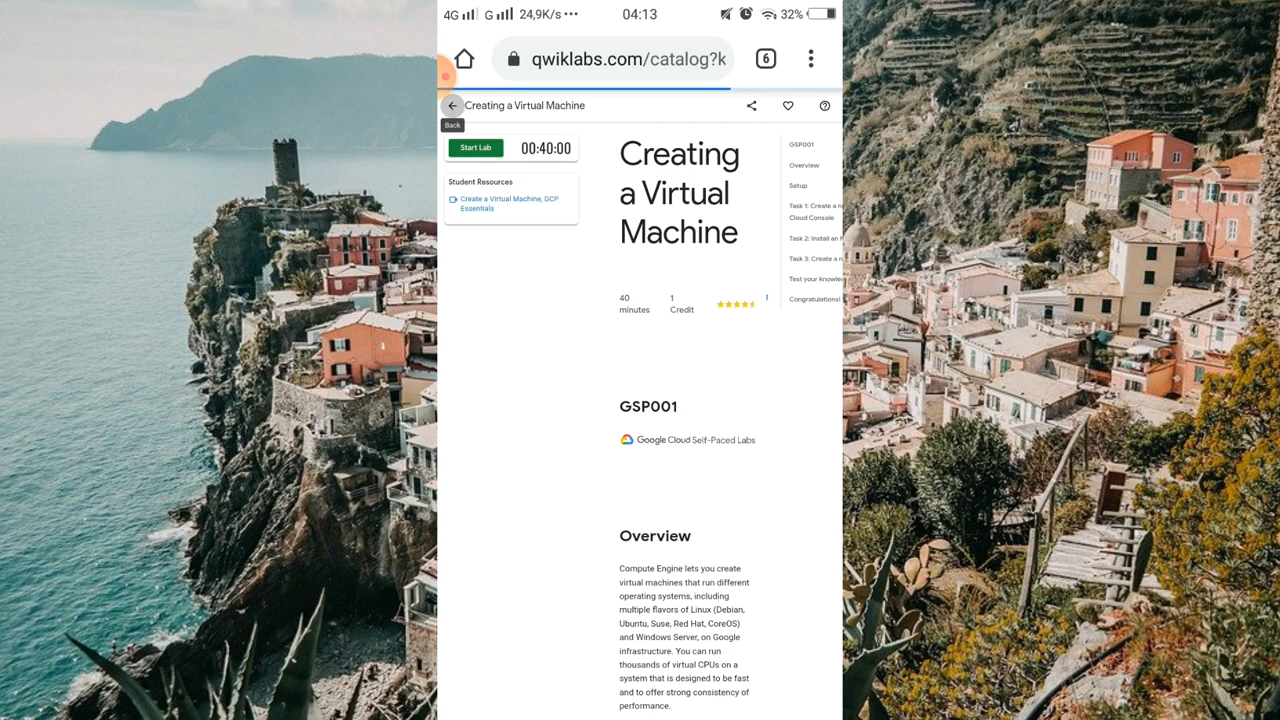 4G G 24,9K/s ••• 04:13 32%
qwiklabs.com/catalog?k 6
Creating a Virtual Machine
Back
Start Lab 00:40:00
Student Resources
Create a Virtual Machine, GCP
Essentials
Creating
a Virtual
Machine
40
minutes
1
Credit
GSP001
Overview
Setup
Task 1: Create a n
Cloud Console
Task 2: Install an
Task 3: Create a n
Test your knowle
Congratulations!
GSP001
Google Cloud Self-Paced Labs
Overview
Compute Engine lets you create
virtual machines that run different
operating systems, including
multiple flavors of Linux (Debian,
Ubuntu, Suse, Red Hat, CoreOS)
and Windows Server, on Google
infrastructure. You can run
thousands of virtual CPUs on a
system that is designed to be fast
and to offer strong consistency of
performance.